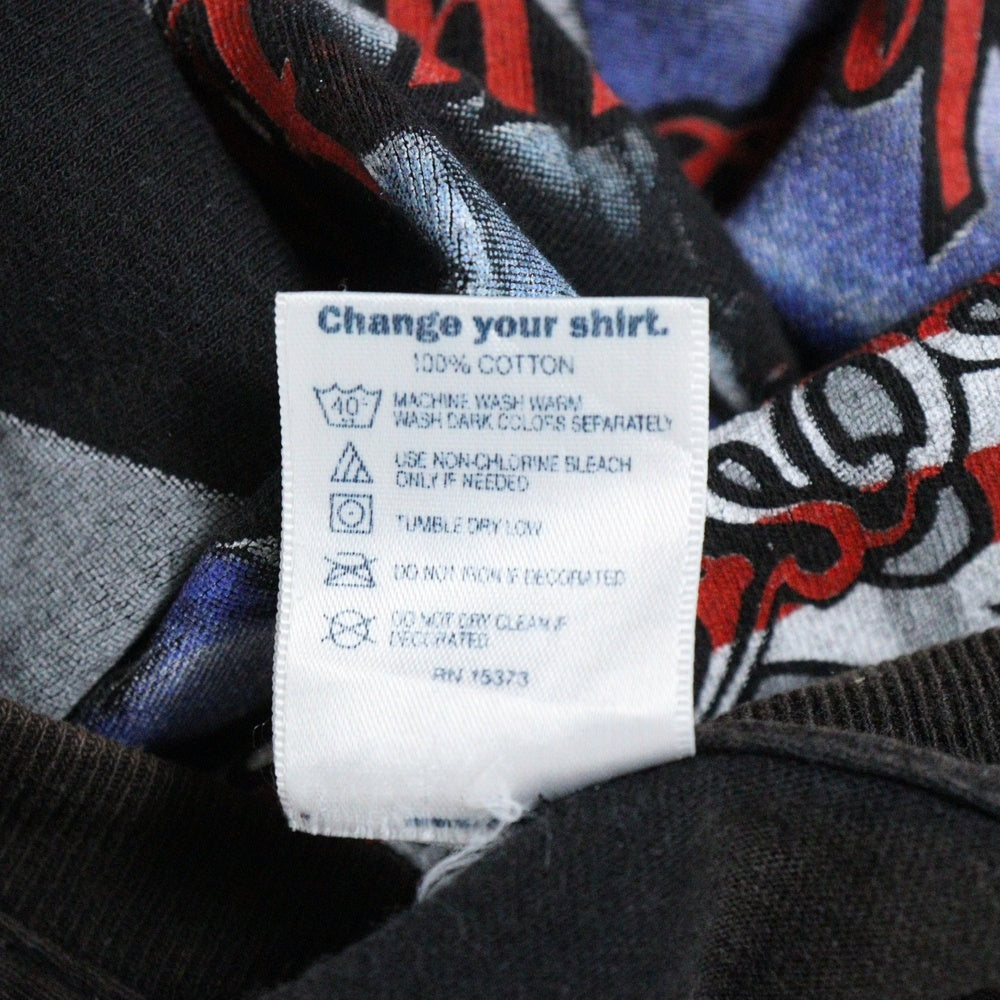 Change your shirt.
100% COTTON
40°
MACHINE WASH WARM
WASH DARK COLORS SEPARATELY
USE NON-CHLORINE BLEACH
ONLY IF NEEDED
TUMBLE DRY LOW
DO NOT IRON IF DECORATED
DO NOT DRY CLEAN IF
DECORATED
RN 15373